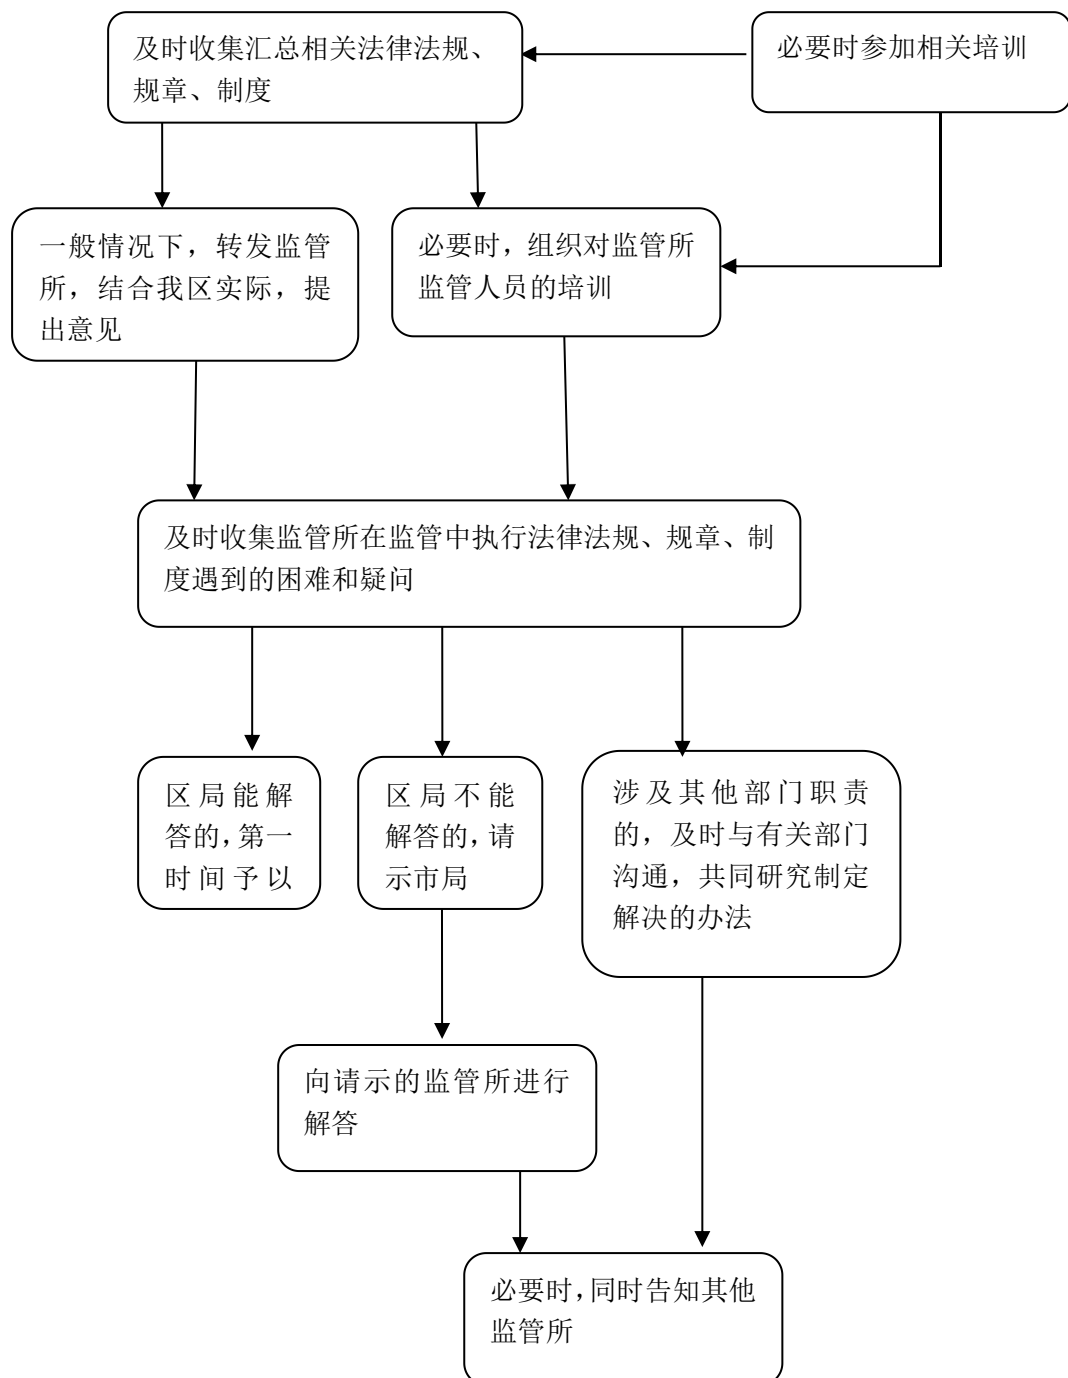 及时收集汇总相关法律法规、
规章、制度
必要时参加相关培训
一般情况下，转发监管
所，结合我区实际，提
出意见
必要时，组织对监管所
监管人员的培训
及时收集监管所在监管中执行法律法规、规章、制
度遇到的困难和疑问
区局能解
答的，第一
时间予以
区局不能
解答的，请
示市局
涉及其他部门职责
的，及时与有关部门
沟通，共同研究制定
解决的办法
向请示的监管所进行
解答
必要时，同时告知其他
监管所